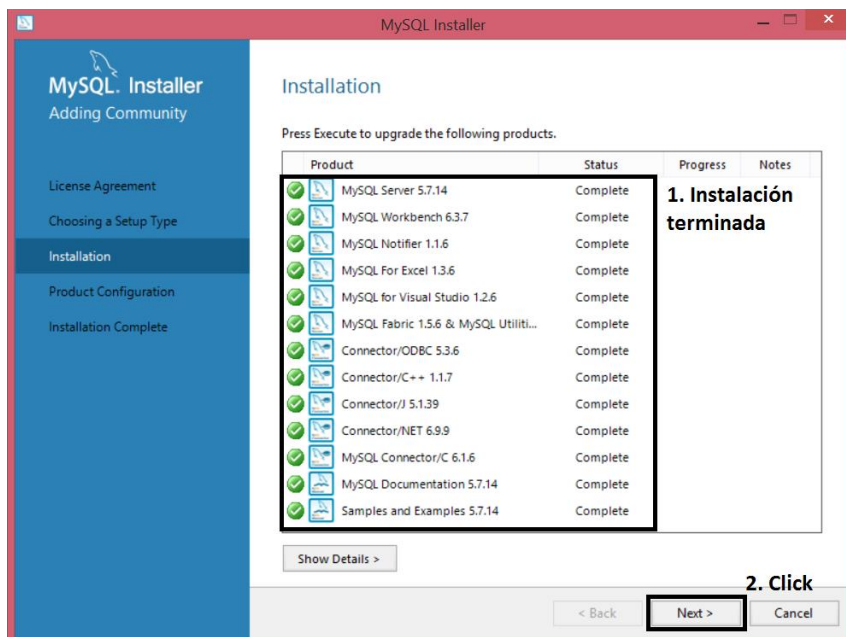 MySQL Installer
MySQL. Installer
Adding Community
License Agreement
Choosing a Setup Type
Installation
Product Configuration
Installation Complete
Installation
Press Execute to upgrade the following products.
Product Status Progress Notes
MySQL Server 5.7.14 Complete
MySQL Workbench 6.3.7 Complete
MySQL Notifier 1.1.6 Complete
MySQL For Excel 1.3.6 Complete
MySQL for Visual Studio 1.2.6 Complete
MySQL Fabric 1.5.6 & MySQL Utiliti... Complete
Connector/ODBC 5.3.6 Complete
Connector/C++ 1.1.7 Complete
Connector/J 5.1.39 Complete
Connector/NET 6.9.9 Complete
MySQL Connector/C 6.1.6 Complete
MySQL Documentation 5.7.14 Complete
Samples and Examples 5.7.14 Complete
1. Instalación
terminada
Show Details >
2. Click
< Back Next > Cancel